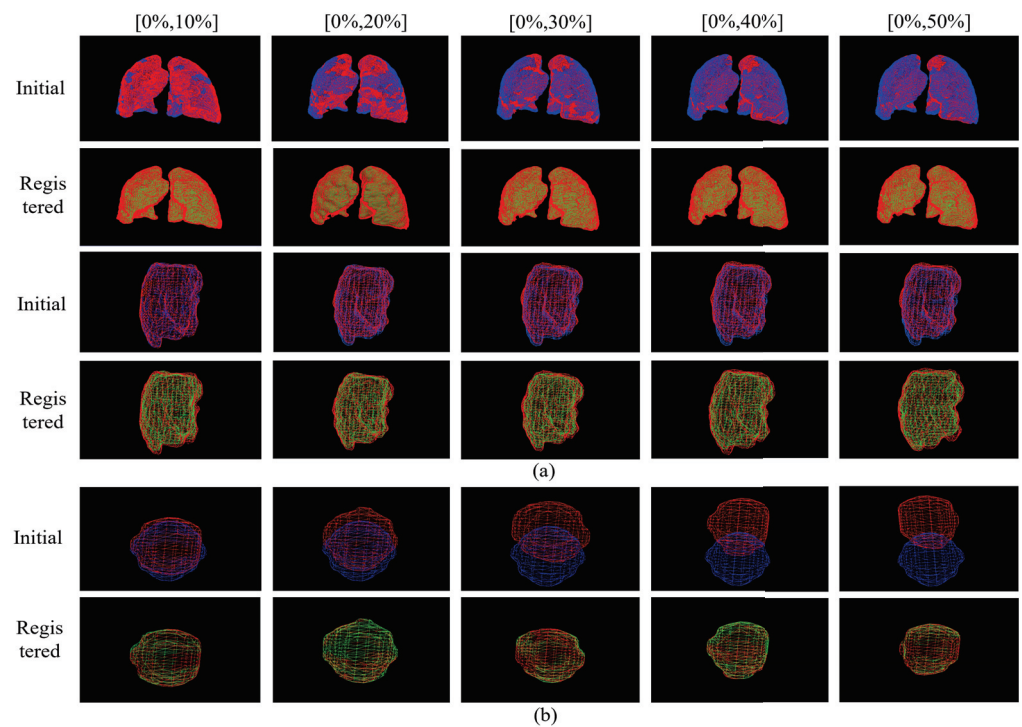 [0%,10%] [0%,20%] [0%,30%] [0%,40%] [0%,50%]
Initial
Regis
tered
Initial
Regis
tered
(a)
Initial
Regis
tered
(b)